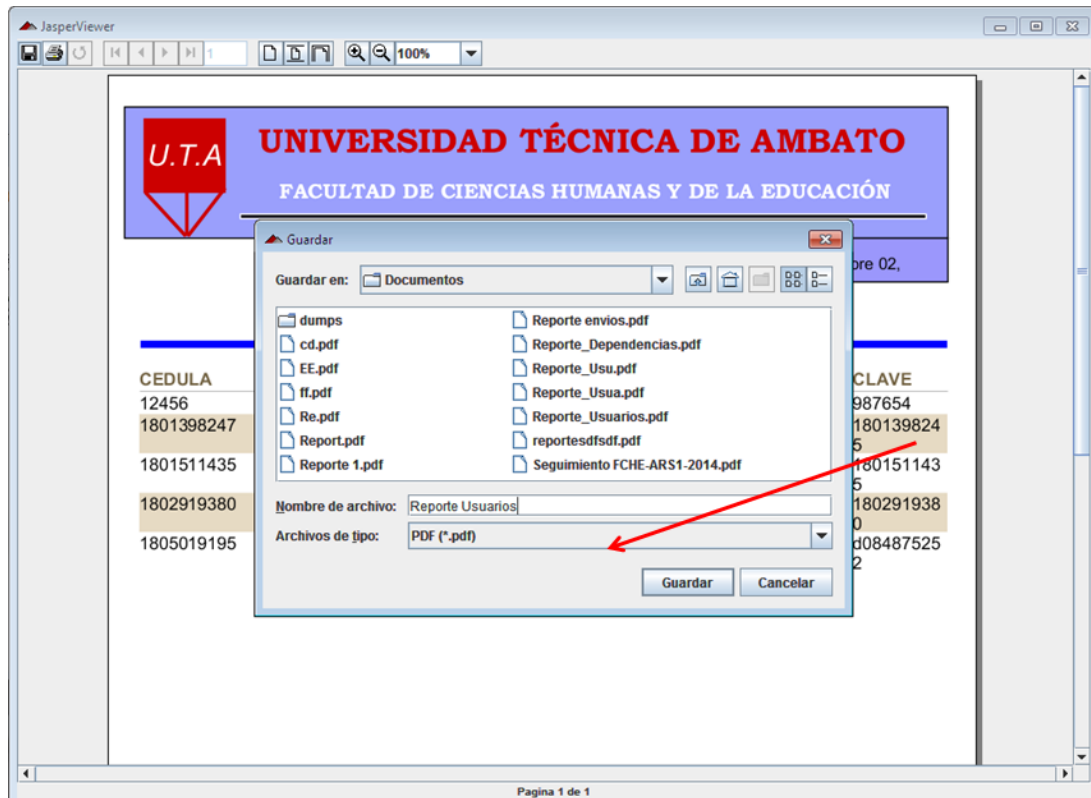 JasperViewer
1
100%
U.T.A
UNIVERSIDAD TÉCNICA DE AMBATO
FACULTAD DE CIENCIAS HUMANAS Y DE LA EDUCACIÓN
bre 02,
Guardar
Guardar en: Documentos
dumps
cd.pdf
EE.pdf
ff.pdf
Re.pdf
Report.pdf
Reporte 1.pdf
Reporte envios.pdf
Reporte_Dependencias.pdf
Reporte_Usu.pdf
Reporte_Usua.pdf
Reporte_Usuarios.pdf
reportesdfsdf.pdf
Seguimiento FCHE-ARS1-2014.pdf
Nombre de archivo: Reporte Usuarios
Archivos de tipo: PDF (*.pdf)
Guardar Cancelar
CEDULA
12456
1801398247
1801511435
1802919380
1805019195
CLAVE
987654
180139824
5
180151143
5
180291938
0
d08487525
2
Pagina 1 de 1